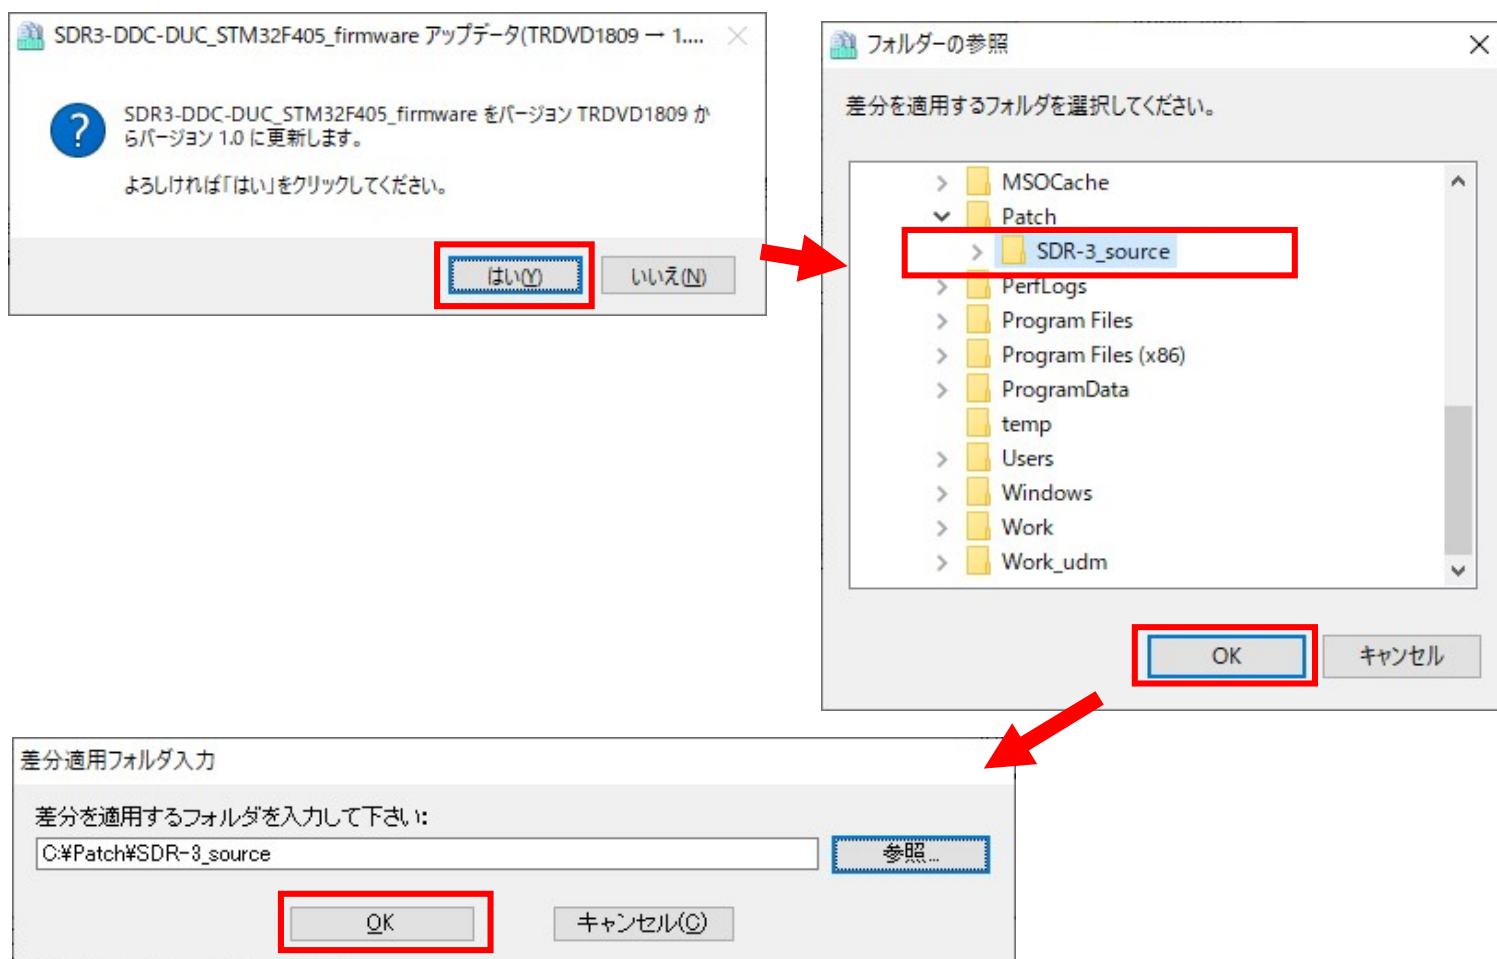 SDR3-DDC-DUC_STM32F405_firmware アップデータ(TRDVD1809 → 1....
SDR3-DDC-DUC_STM32F405_firmware をバージョン TRDVD1809 か
らバージョン 1.0 に更新します。
よろしければ「はい」をクリックしてください。
はい(Y)
いいえ(N)
フォルダーの参照
差分を適用するフォルダを選択してください。
MSOCache
Patch
SDR-3_source
PerfLogs
Program Files
Program Files (x86)
ProgramData
temp
Users
Windows
Work
Work_udm
OK
キャンセル
差分適用フォルダ入力
差分を適用するフォルダを入力して下さい:
C:¥Patch¥SDR-3_source
参照...
OK
キャンセル(C)